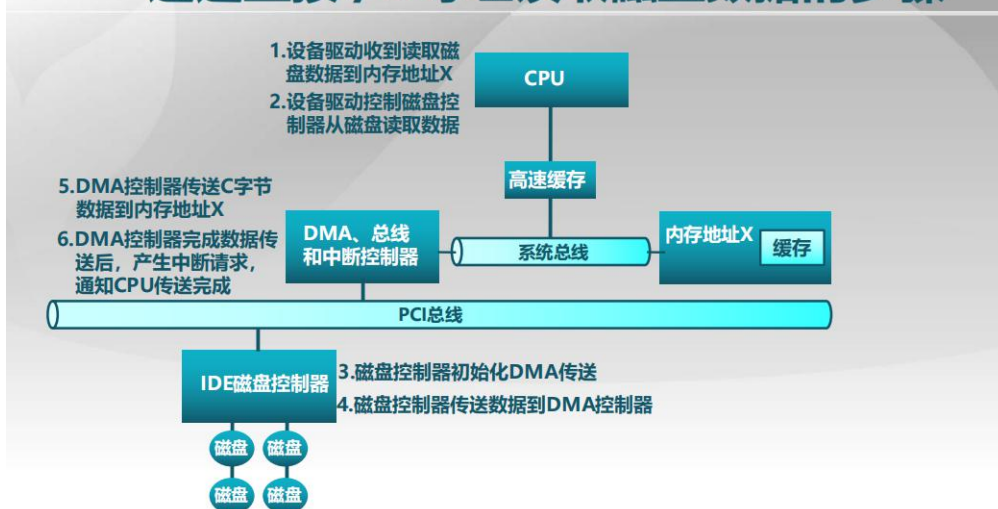 1.设备驱动收到读取磁
盘数据到内存地址X
2.设备驱动控制磁盘控
制器从磁盘读取数据
CPU
高速缓存
5.DMA控制器传送C字节
数据到内存地址X
6.DMA控制器完成数据传
送后，产生中断请求，
通知CPU传送完成
DMA、总线
和中断控制器
系统总线
内存地址X
缓存
PCI总线
IDE磁盘控制器
3.磁盘控制器初始化DMA传送
4.磁盘控制器传送数据到DMA控制器
磁盘 磁盘
磁盘 磁盘